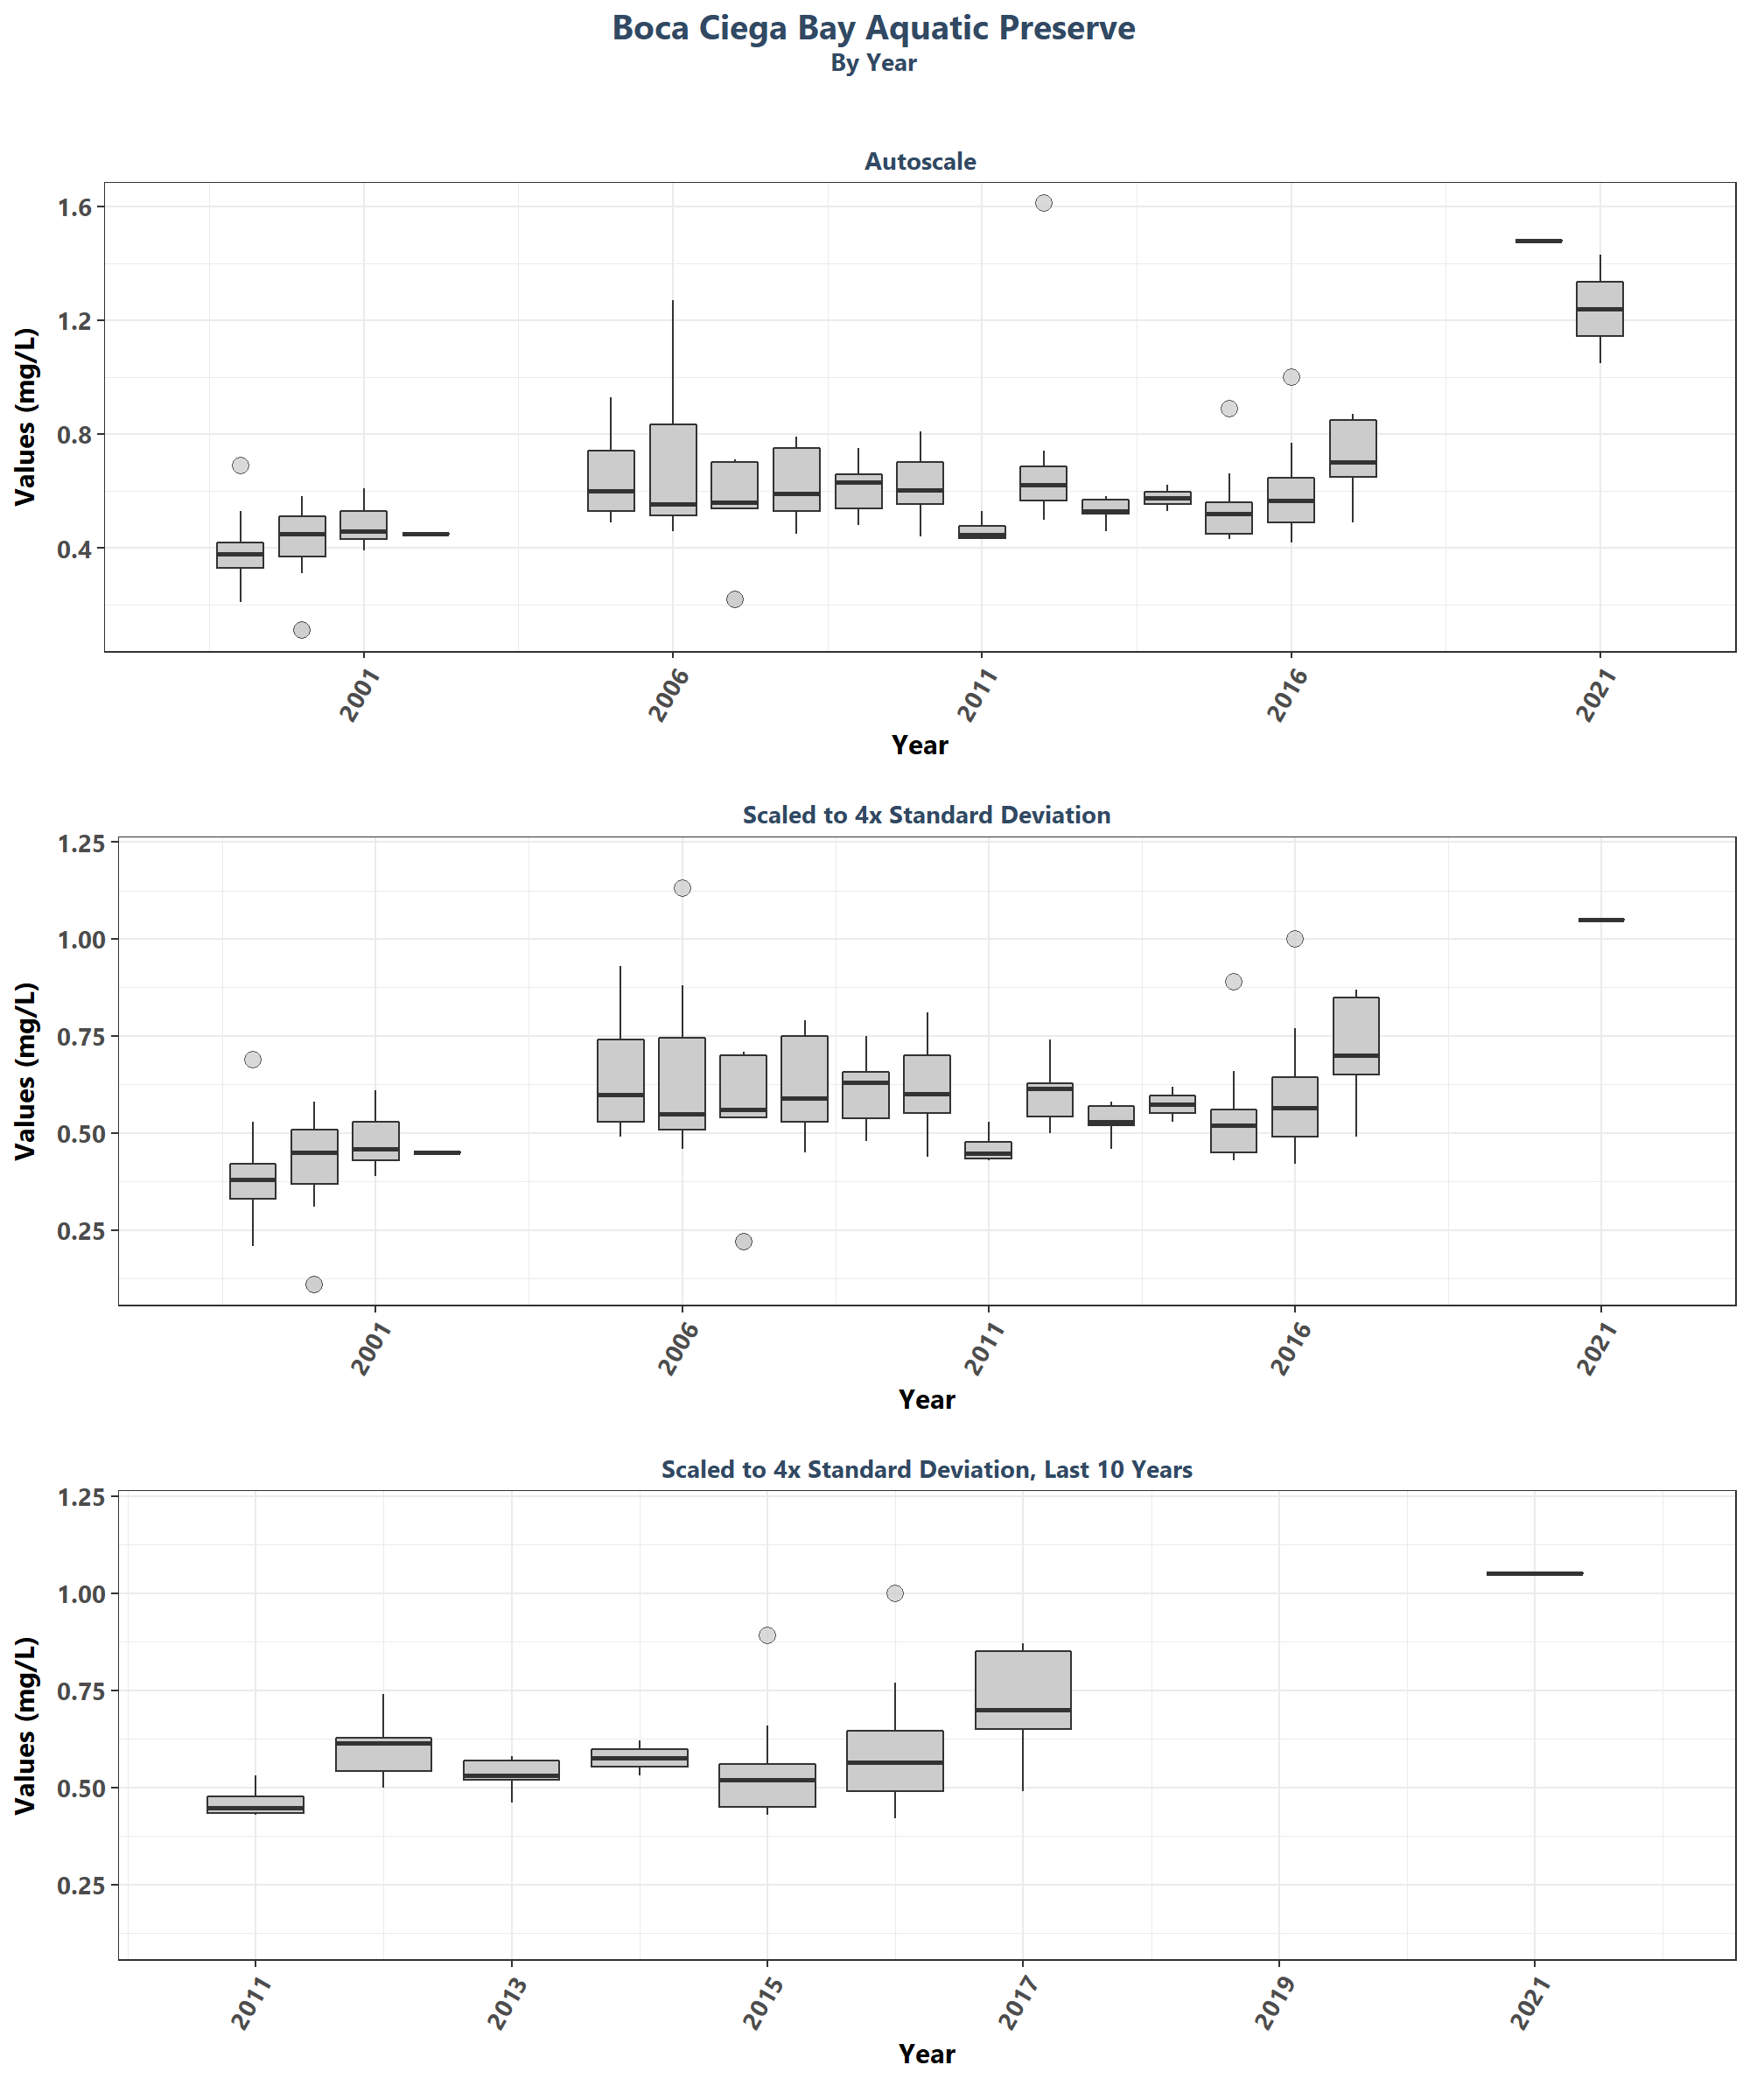 Boca Ciega Bay Aquatic Preserve
By Year
Autoscale
Values (mg/L)
1.6
1.2
0.8
0.4
2001
2006
2011
2016
2021
Year
Scaled to 4x Standard Deviation
Values (mg/L)
1.25
1.00
0.75
0.50
0.25
2001
2006
2011
2016
2021
Year
Scaled to 4x Standard Deviation, Last 10 Years
Values (mg/L)
1.25
1.00
0.75
0.50
0.25
2011
2013
2015
2017
2019
2021
Year